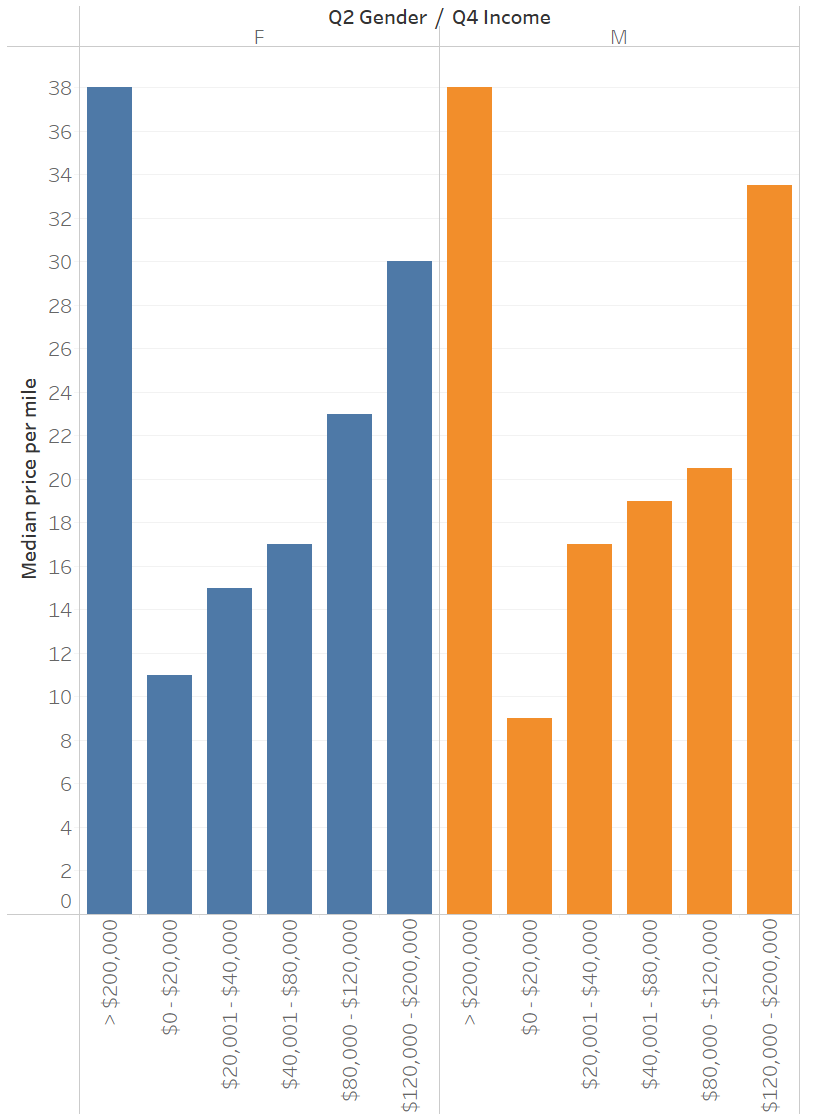 Q2 Gender / Q4 Income
F
M
Median price per mile
38
36
34
32
30
28
26
24
22
20
18
16
14
12
10
8
6
4
2
0
> $200,000
$0 - $20,000
$20,001 - $40,000
$40,001 - $80,000
$80,000 - $120,000
$120,000 - $200,000
> $200,000
$0 - $20,000
$20,001 - $40,000
$40,001 - $80,000
$80,000 - $120,000
$120,000 - $200,000